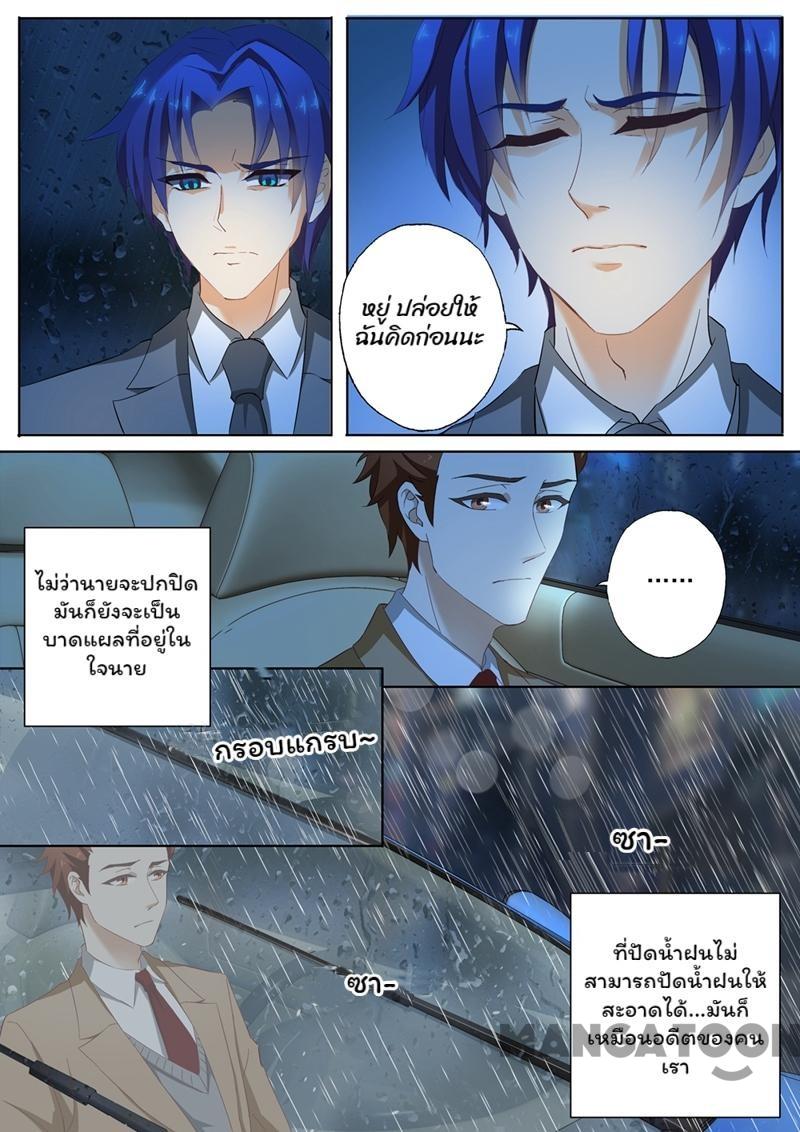 หยู่ ปล่อยให้
ฉันคิดก่อนนะ
......
ไม่ว่านายจะปกปิด
มันก็ยังจะเป็น
บาดแผลที่อยู่ใน
ใจนาย
กรอบแกรบ~
ซา-
ซา-
ที่ปัดน้ำฝนไม่
สามารถปัดน้ำฝนให้
สะอาดได้...มันก็
เหมือนอดีตของคน
เรา
MANGATOON